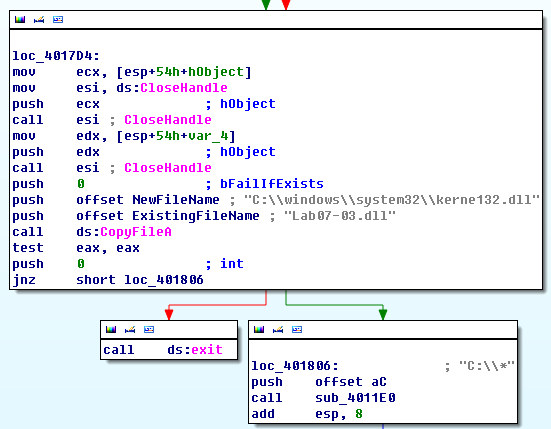 loc_4017D4:
mov     ecx, [esp+54h+hObject]
mov     esi, ds:CloseHandle
push    ecx             ; hObject
call    esi ; CloseHandle
mov     edx, [esp+54h+var_4]
push    edx             ; hObject
call    esi ; CloseHandle
push    0               ; bFailIfExists
push    offset NewFileName ; "C:\\windows\\system32\\kerne132.dll"
push    offset ExistingFileName ; "Lab07-03.dll"
call    ds:CopyFileA
test    eax, eax
push    0               ; int
jnz     short loc_401806
call    ds:exit
loc_401806:             ; "C:\\*"
push    offset aC
call    sub_4011E0
add     esp, 8